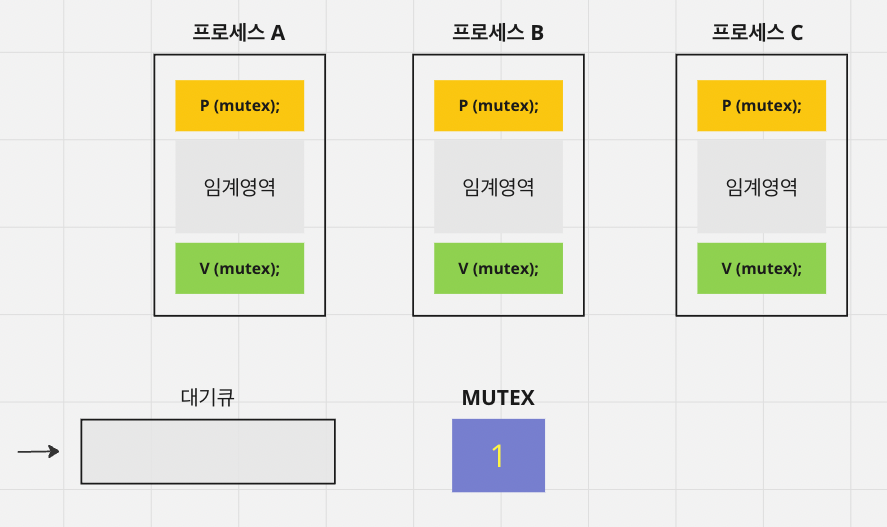 프로세스 A
프로세스 B
프로세스 C
P (mutex);
P (mutex);
P (mutex);
임계영역
임계영역
임계영역
V (mutex);
V (mutex);
V (mutex);
대기큐
MUTEX
1